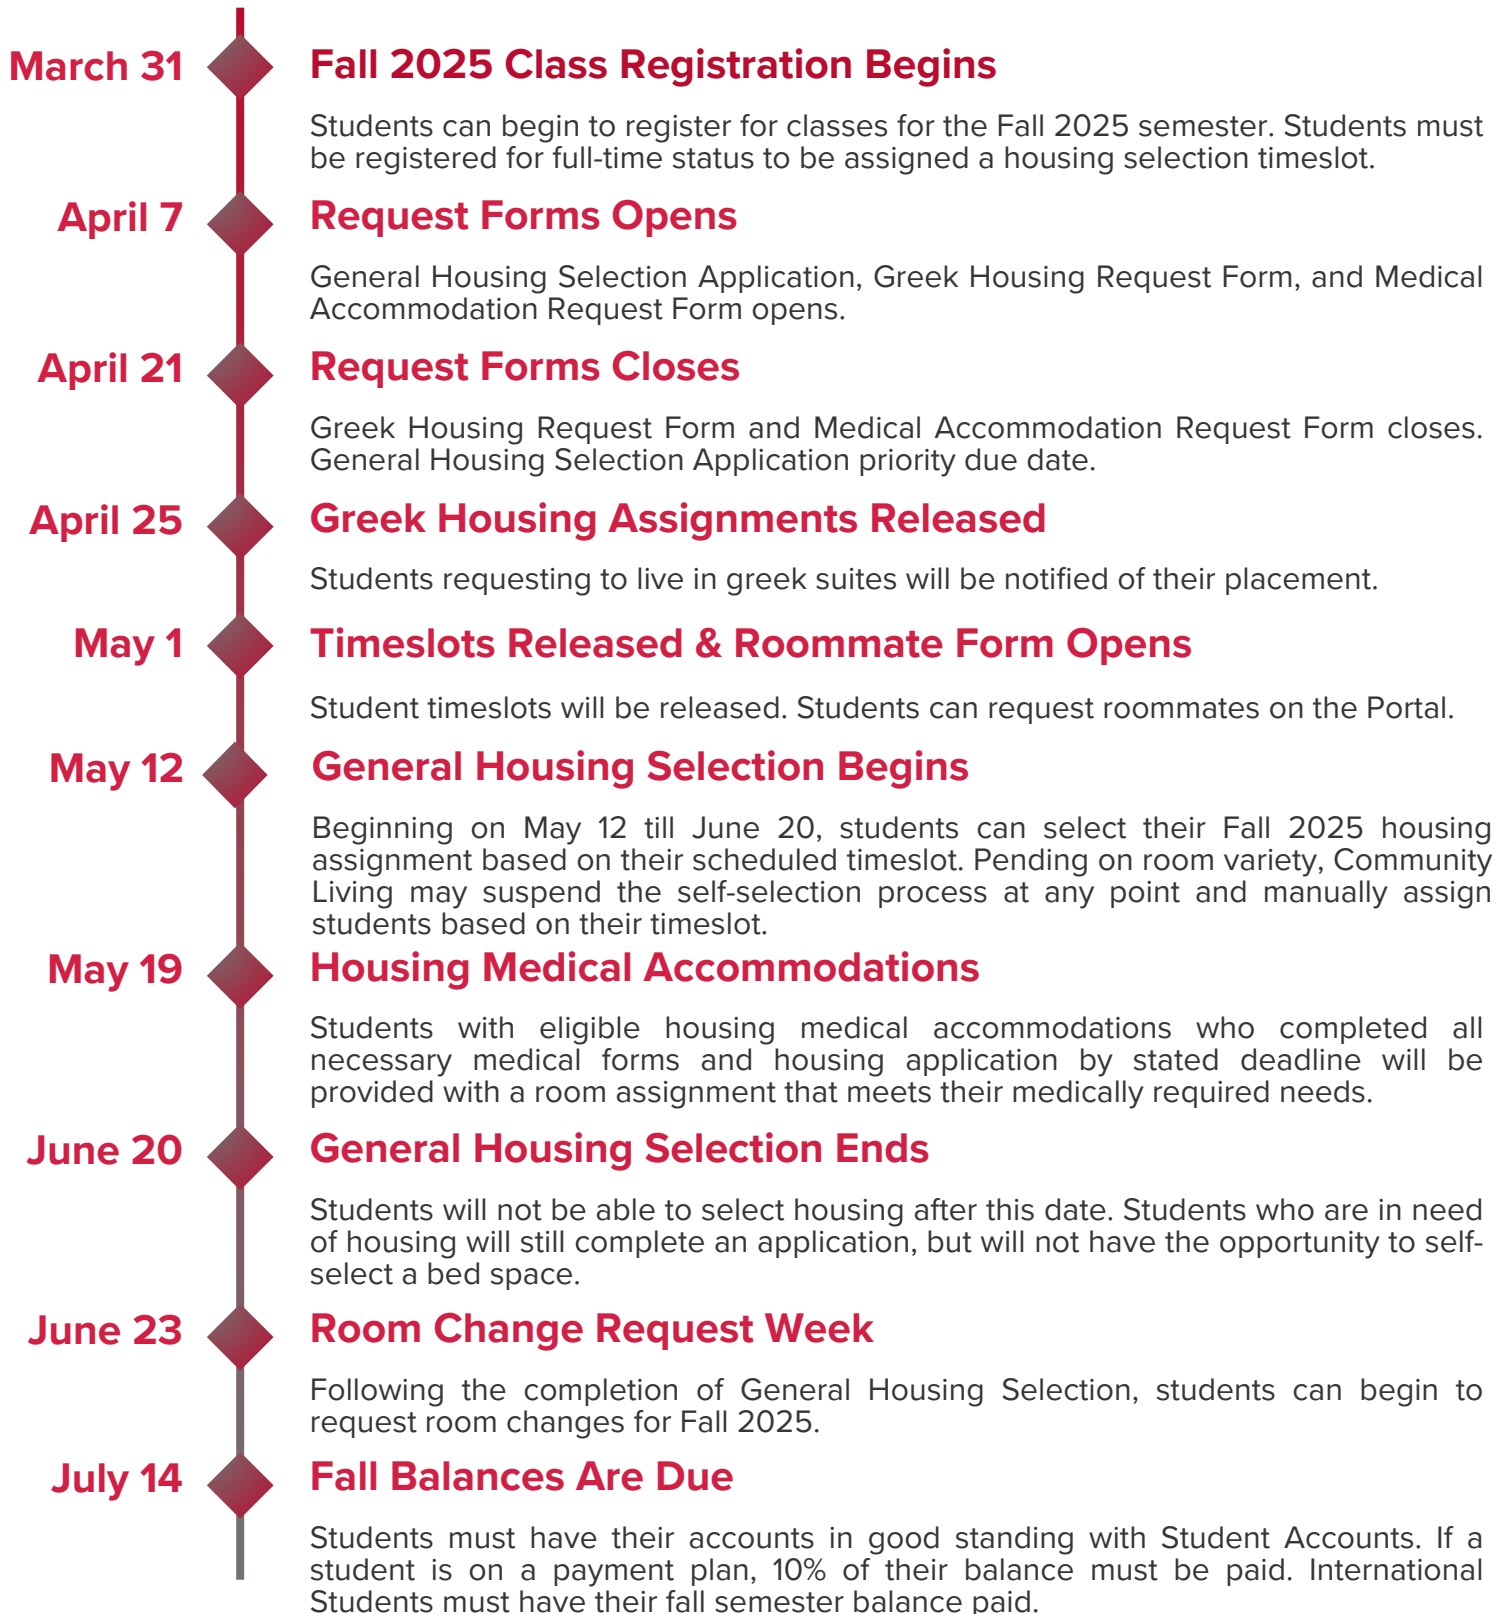 March 31
Fall 2025 Class Registration Begins
Students can begin to register for classes for the Fall 2025 semester. Students must
be registered for full-time status to be assigned a housing selection timeslot.
April 7
Request Forms Opens
General Housing Selection Application, Greek Housing Request Form, and Medical
Accommodation Request Form opens.
April 21
Request Forms Closes
Greek Housing Request Form and Medical Accommodation Request Form closes.
General Housing Selection Application priority due date.
April 25
Greek Housing Assignments Released
Students requesting to live in greek suites will be notified of their placement.
May 1
Timeslots Released & Roommate Form Opens
Student timeslots will be released. Students can request roommates on the Portal.
May 12
General Housing Selection Begins
Beginning on May 12 till June 20, students can select their Fall 2025 housing
assignment based on their scheduled timeslot. Pending on room variety, Community
Living may suspend the self-selection process at any point and manually assign
students based on their timeslot.
May 19
Housing Medical Accommodations
Students with eligible housing medical accommodations who completed all
necessary medical forms and housing application by stated deadline will be
provided with a room assignment that meets their medically required needs.
June 20
General Housing Selection Ends
Students will not be able to select housing after this date. Students who are in need
of housing will still complete an application, but will not have the opportunity to self-
select a bed space.
June 23
Room Change Request Week
Following the completion of General Housing Selection, students can begin to
request room changes for Fall 2025.
July 14
Fall Balances Are Due
Students must have their accounts in good standing with Student Accounts. If a
student is on a payment plan, 10% of their balance must be paid. International
Students must have their fall semester balance paid.